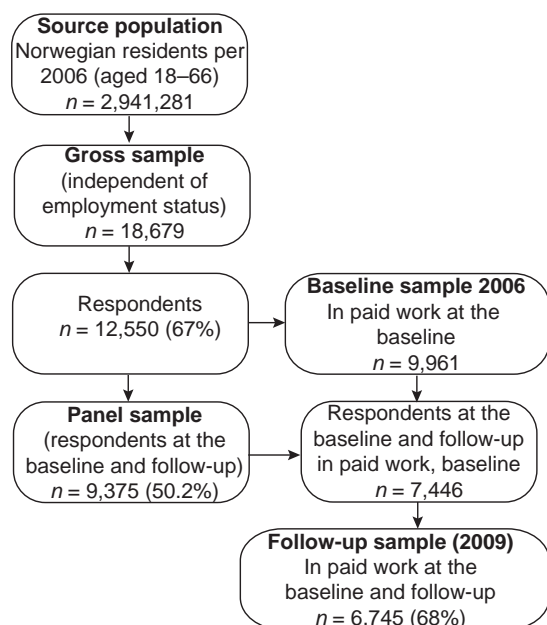 Source population
Norwegian residents per
2006 (aged 18–66)
n = 2,941,281
Gross sample
(independent of
employment status)
n = 18,679
Respondents
n = 12,550 (67%)
Baseline sample 2006
In paid work at the
baseline
n = 9,961
Panel sample
(respondents at the
baseline and follow-up)
n = 9,375 (50.2%)
Respondents at the
baseline and follow-up
in paid work, baseline
n = 7,446
Follow-up sample (2009)
In paid work at the
baseline and follow-up
n = 6,745 (68%)